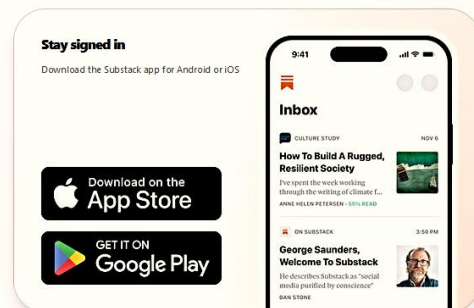 Stay signed in
Download the Substack app for Android or iOS
Download on the
App Store
GET IT ON
Google Play
9:41
Inbox
CULTURE STUDY NOV 6
How To Build A Rugged,
Resilient Society
I've spent the week working
through the writing of climate f...
ANNE HELEN PETERSEN • 55% READ
ON SUBSTACK 3:50 PM
George Saunders,
Welcome To Substack
He describes Substack as "social
media purified by conscience"
DAN STONE